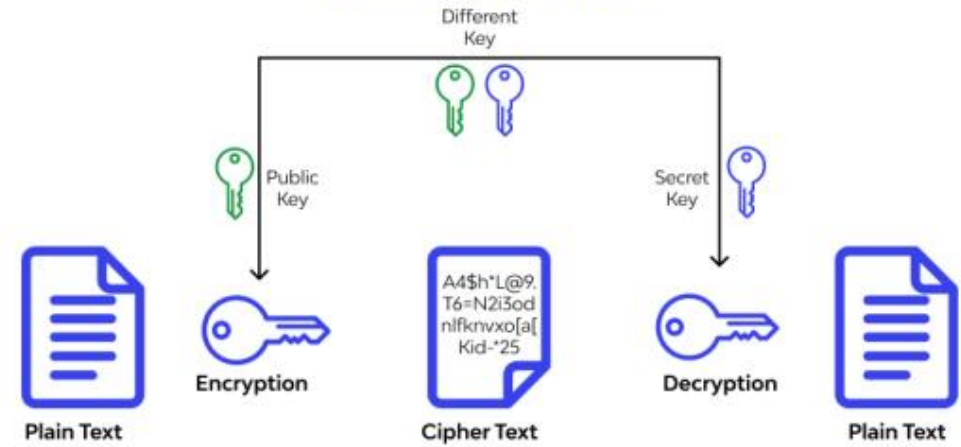 Different
Key
Public
Key
Secret
Key
A4$h*L@9.
T6=N2i3od
nlfknvxo[a[
Kid-*25
Encryption
Decryption
Plain Text
Cipher Text
Plain Text